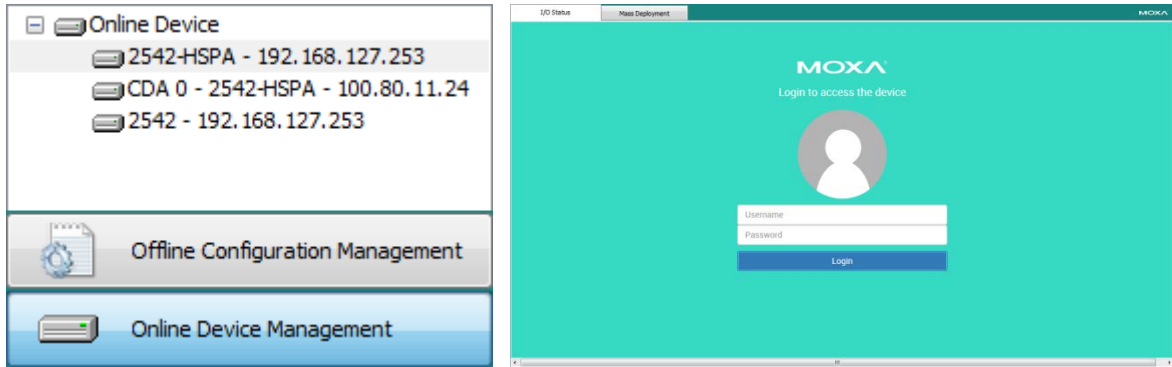 Online Device
2542-HSPA - 192.168.127.253
CDA 0 - 2542-HSPA - 100.80.11.24
2542 - 192.168.127.253
Offline Configuration Management
Online Device Management
I/O Status
Mass Deployment
MOXA
MOXA
Login to access the device
Username
Password
Login